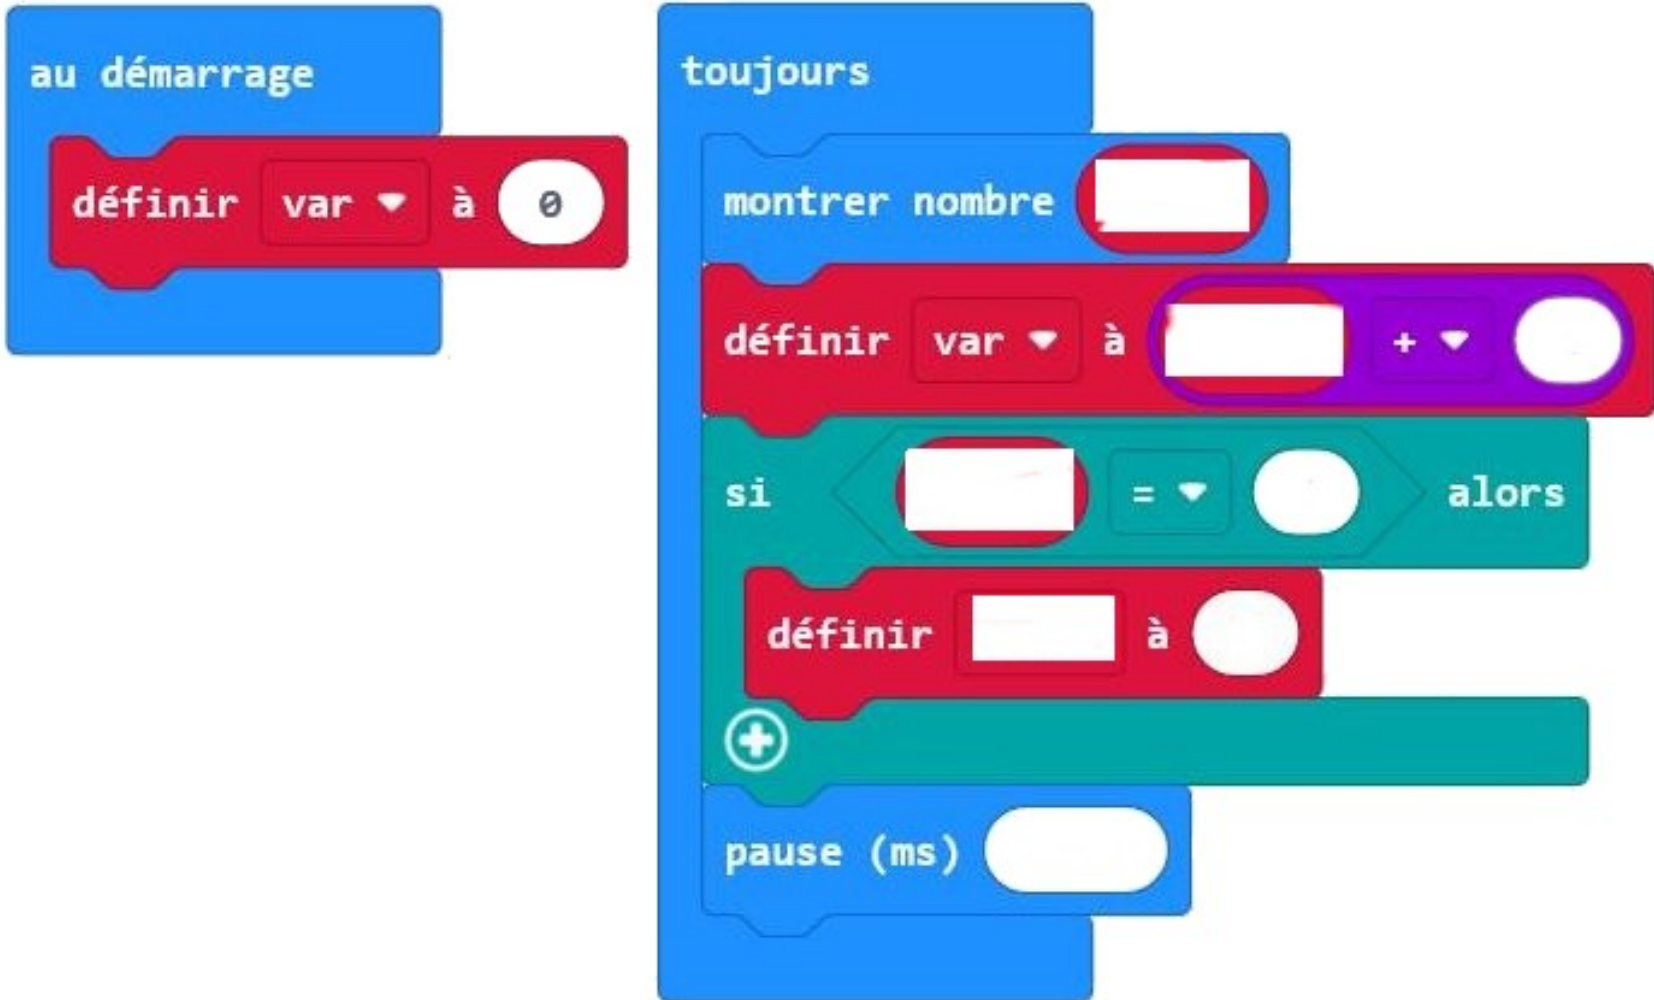 au démarrage
définir var à 0
toujours
montrer nombre
définir var à +
si = alors
définir à
pause (ms)